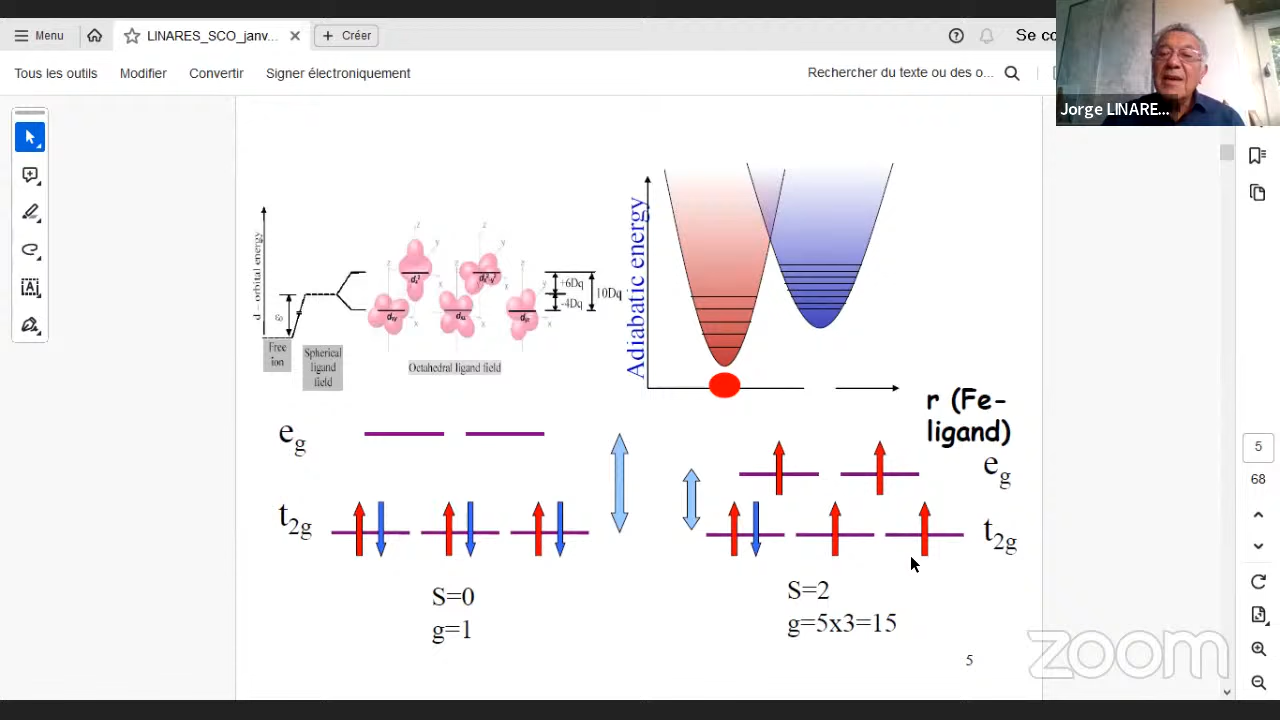 Menu
LINARES_SCO_janv...
Créer
Se co
Tous les outils
Modifier
Convertir
Signer électroniquement
Rechercher du texte ou des o...
Jorge LINARE...
d – orbital energy
Free
ion
Spherical
ligand
field
Octahedral ligand field
+6Dq
-4Dq
10Dq
z
y
x
Adiabatic energy
r (Fe-
ligand)
eg
t2g
S=0
g=1
eg
t2g
S=2
g=5x3=15
5
5
68
zoom